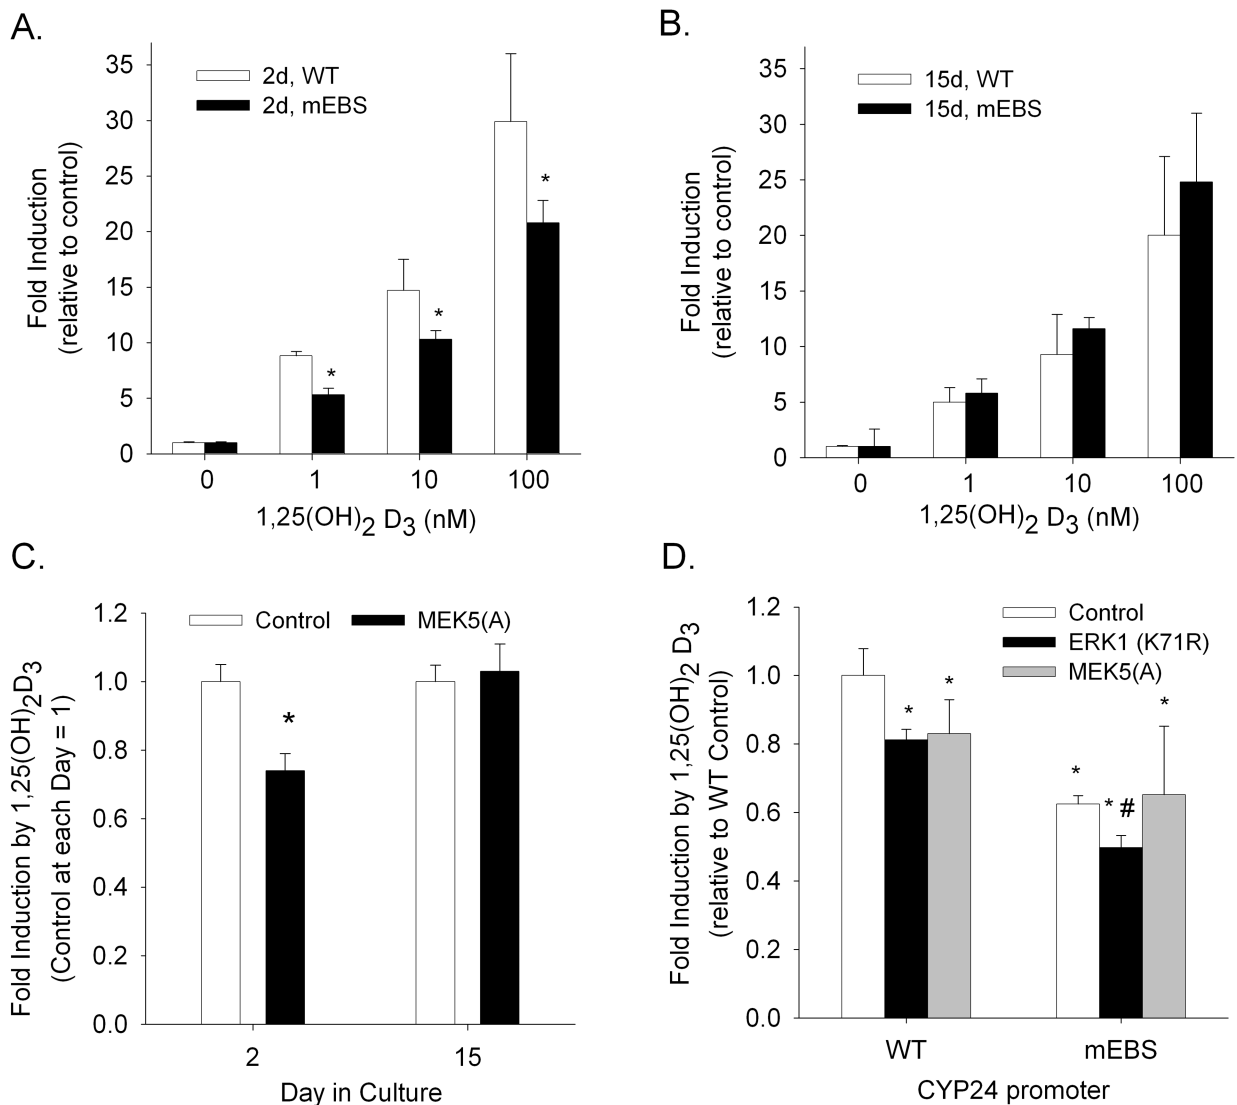 A.
35
30
25
20
15
10
5
0
Fold Induction
(relative to control)
2d, WT
2d, mEBS
*
*
*
0 1 10 100
1,25(OH)2 D3 (nM)
B.
35
30
25
20
15
10
5
0
Fold Induction
(relative to control)
15d, WT
15d, mEBS
0 1 10 100
1,25(OH)2 D3 (nM)
C.
1.2
1.0
0.8
0.6
0.4
0.2
0.0
Fold Induction by 1,25(OH)2D3
(Control at each Day = 1)
Control MEK5(A)
*
2 15
Day in Culture
D.
1.2
1.0
0.8
0.6
0.4
0.2
0.0
Fold Induction by 1,25(OH)2 D3
(relative to WT Control)
Control
ERK1 (K71R)
MEK5(A)
* *
* * # *
WT mEBS
CYP24 promoter